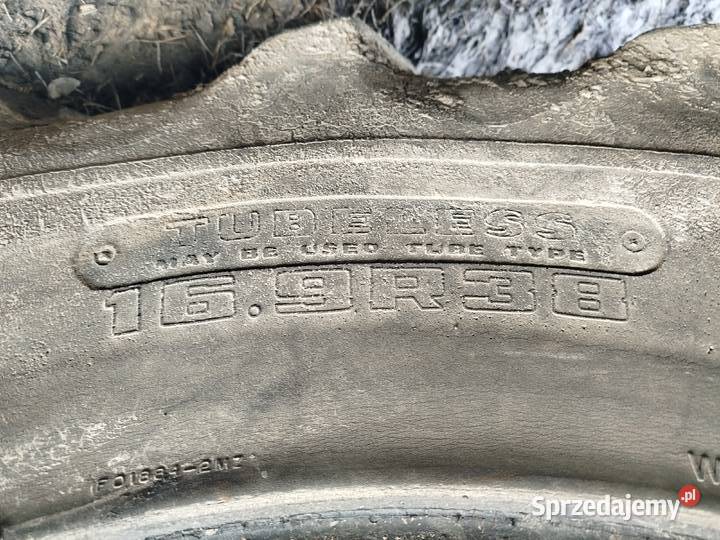 TUBELESS
MAY BE USED TUBE TYPE
16.9R38
W
Sprzedajemy.pl